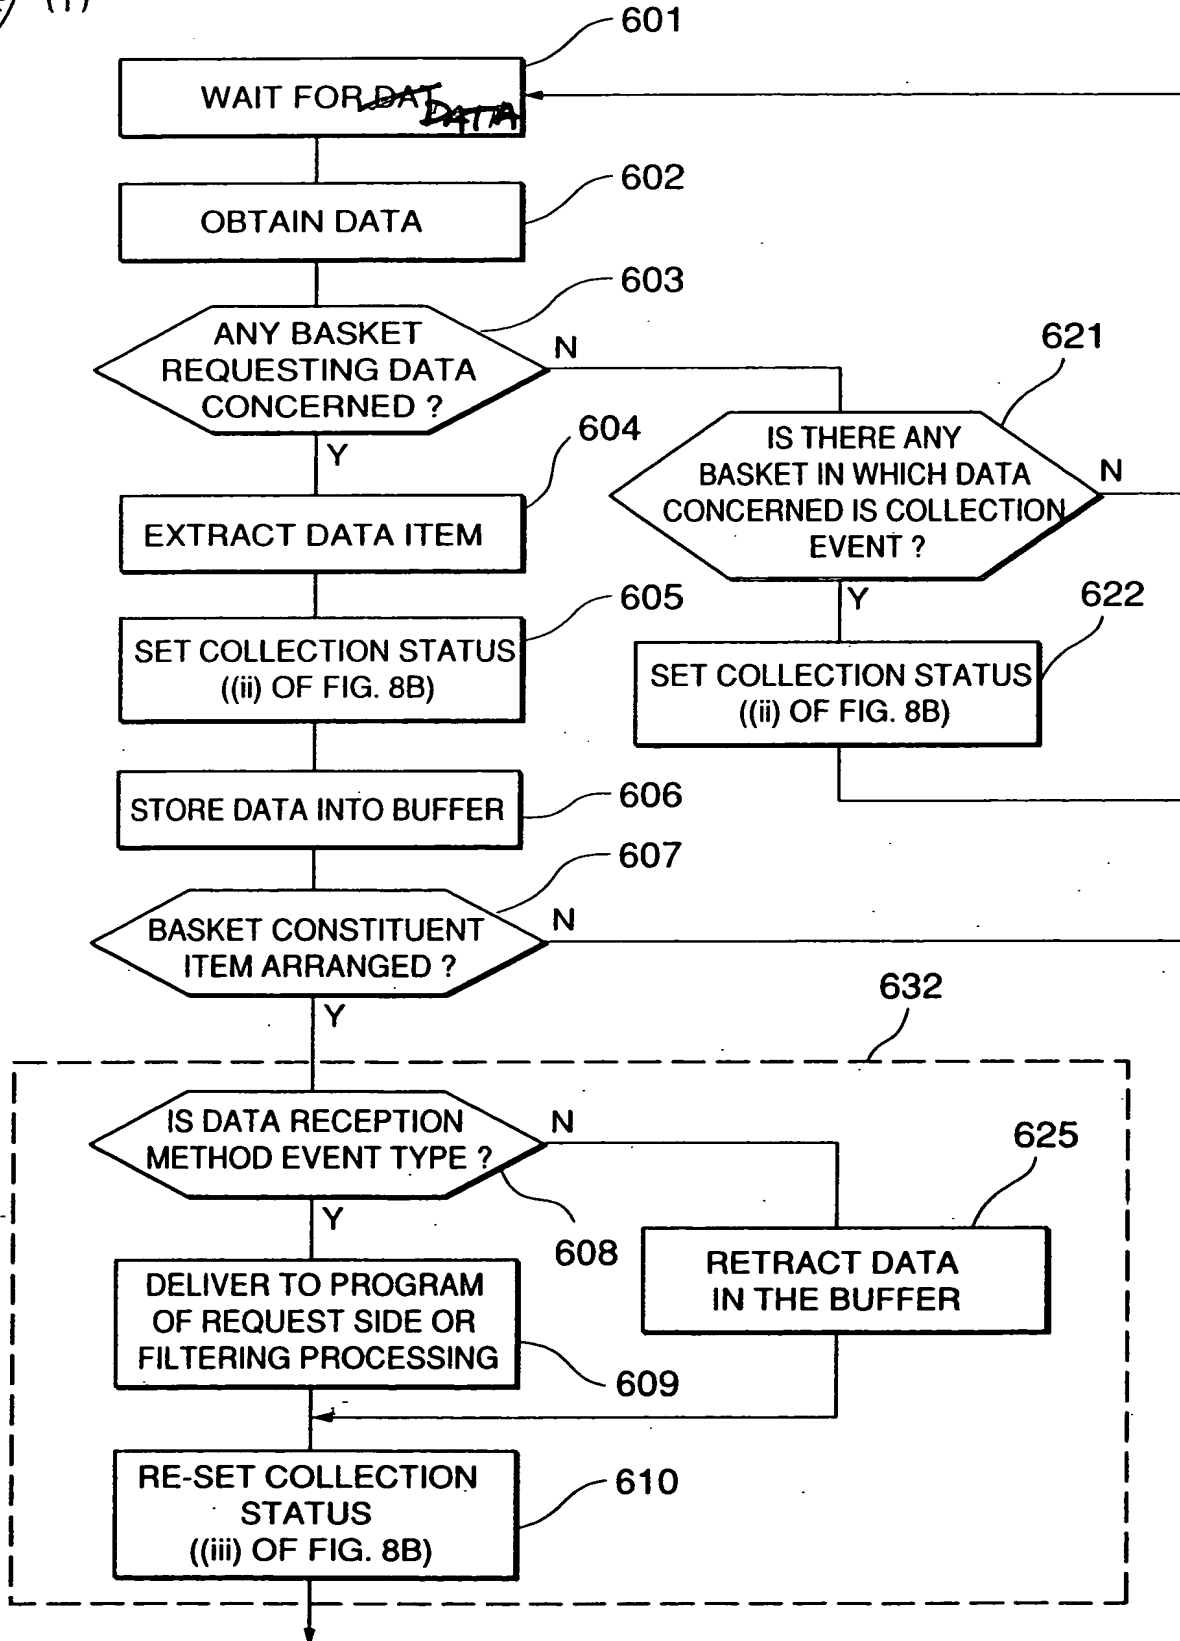 (1)
601
WAIT FOR DAT DATA
602
OBTAIN DATA
603
ANY BASKET
REQUESTING DATA
CONCERNED ?
N
Y
621
IS THERE ANY
BASKET IN WHICH DATA
CONCERNED IS COLLECTION
EVENT ?
N
Y
604
EXTRACT DATA ITEM
605
SET COLLECTION STATUS
((ii) OF FIG. 8B)
622
SET COLLECTION STATUS
((ii) OF FIG. 8B)
606
STORE DATA INTO BUFFER
607
BASKET CONSTITUENT
ITEM ARRANGED ?
N
Y
632
IS DATA RECEPTION
METHOD EVENT TYPE ?
N
Y
608
625
RETRACT DATA
IN THE BUFFER
DELIVER TO PROGRAM
OF REQUEST SIDE OR
FILTERING PROCESSING
609
RE-SET COLLECTION
STATUS
((iii) OF FIG. 8B)
610